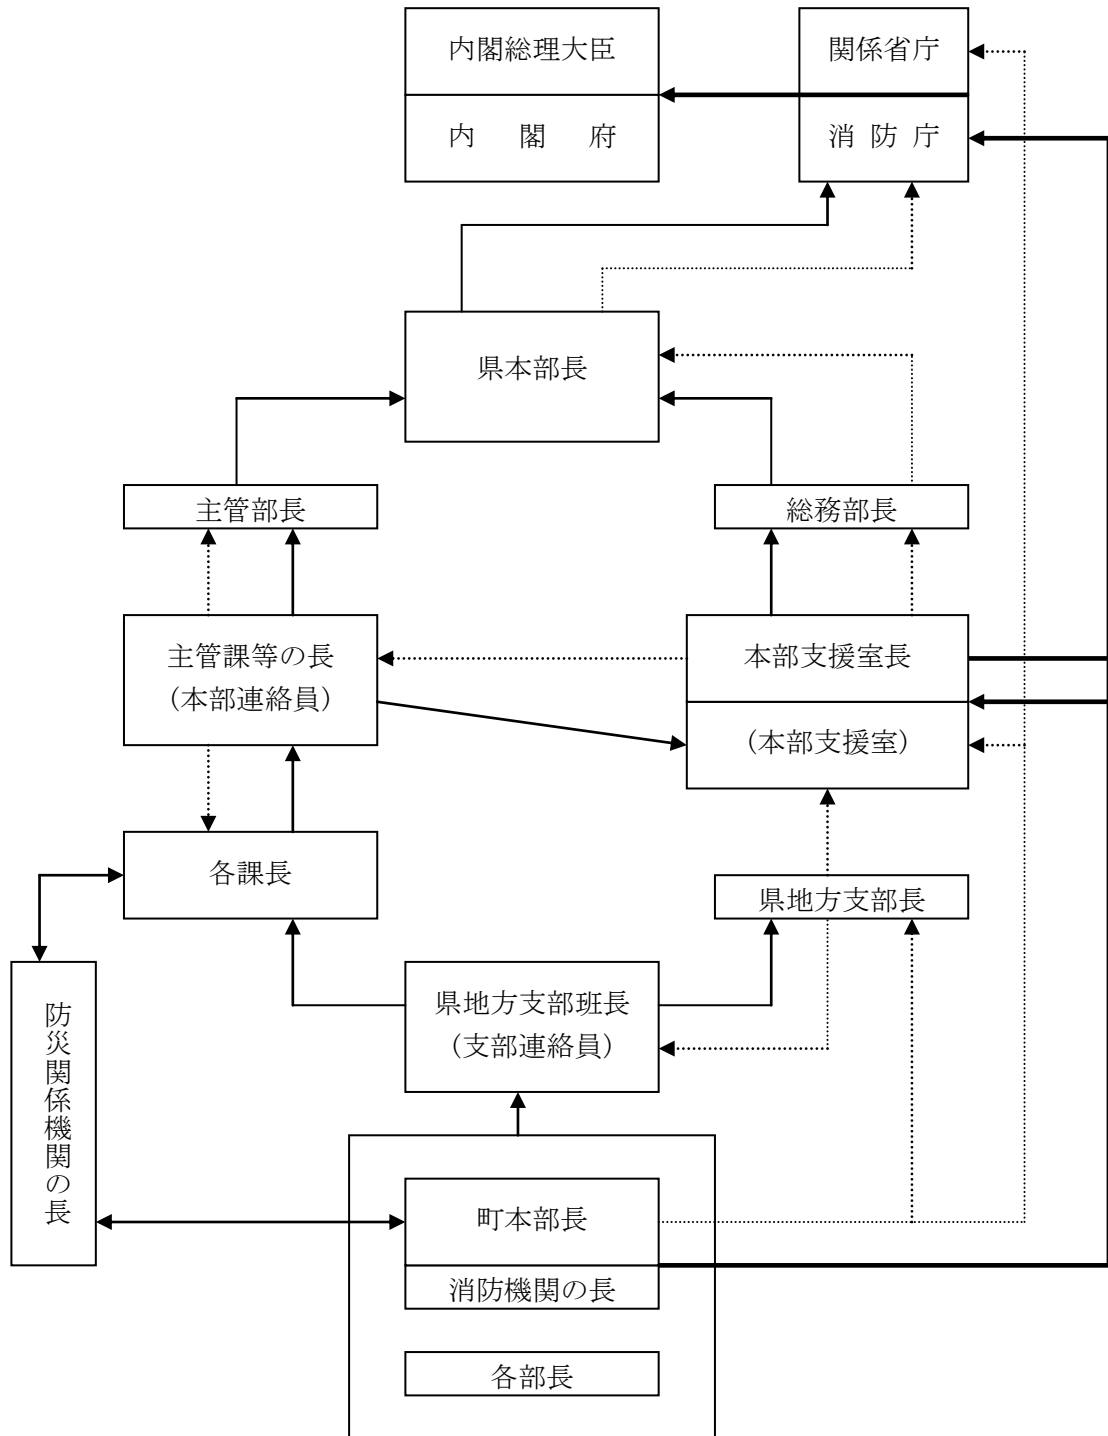 内閣総理大臣
関係省庁
内 閣 府
消 防 庁
県本部長
主管部長
総務部長
主管課等の長
(本部連絡員)
本部支援室長
(本部支援室)
各課長
県地方支部長
県地方支部班長
(支部連絡員)
防災関係機関の長
町本部長
消防機関の長
各部長